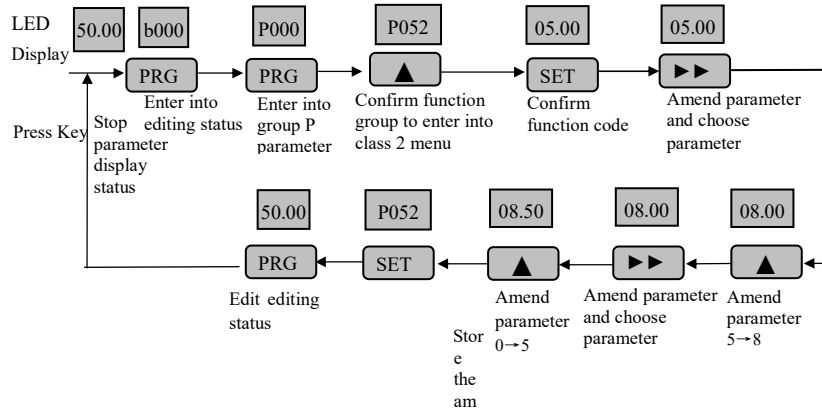 LED
Display
50.00
b000
P000
P052
05.00
05.00
PRG
PRG
▲
SET
►►
Press Key
Stop
parameter
display
status
Enter into
editing status
Enter into
group P
parameter
Confirm function
group to enter into
class 2 menu
Confirm
function code
Amend parameter
and choose
parameter
50.00
P052
08.50
08.00
08.00
PRG
SET
▲
►►
▲
Edit editing
status
Stor
e
the
am
Amend
parameter
0→5
Amend parameter
and choose
parameter
Amend
parameter
5→8